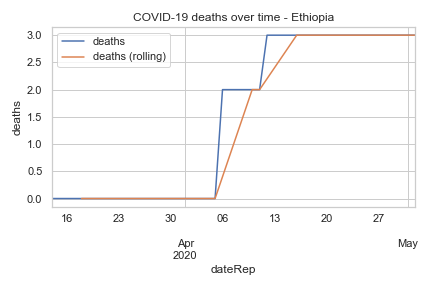 COVID-19 deaths over time - Ethiopia
deaths
deaths (rolling)
3.0
2.5
2.0
1.5
1.0
0.5
0.0
deaths
16 23 30 06 13 20 27
Apr May
2020
dateRep